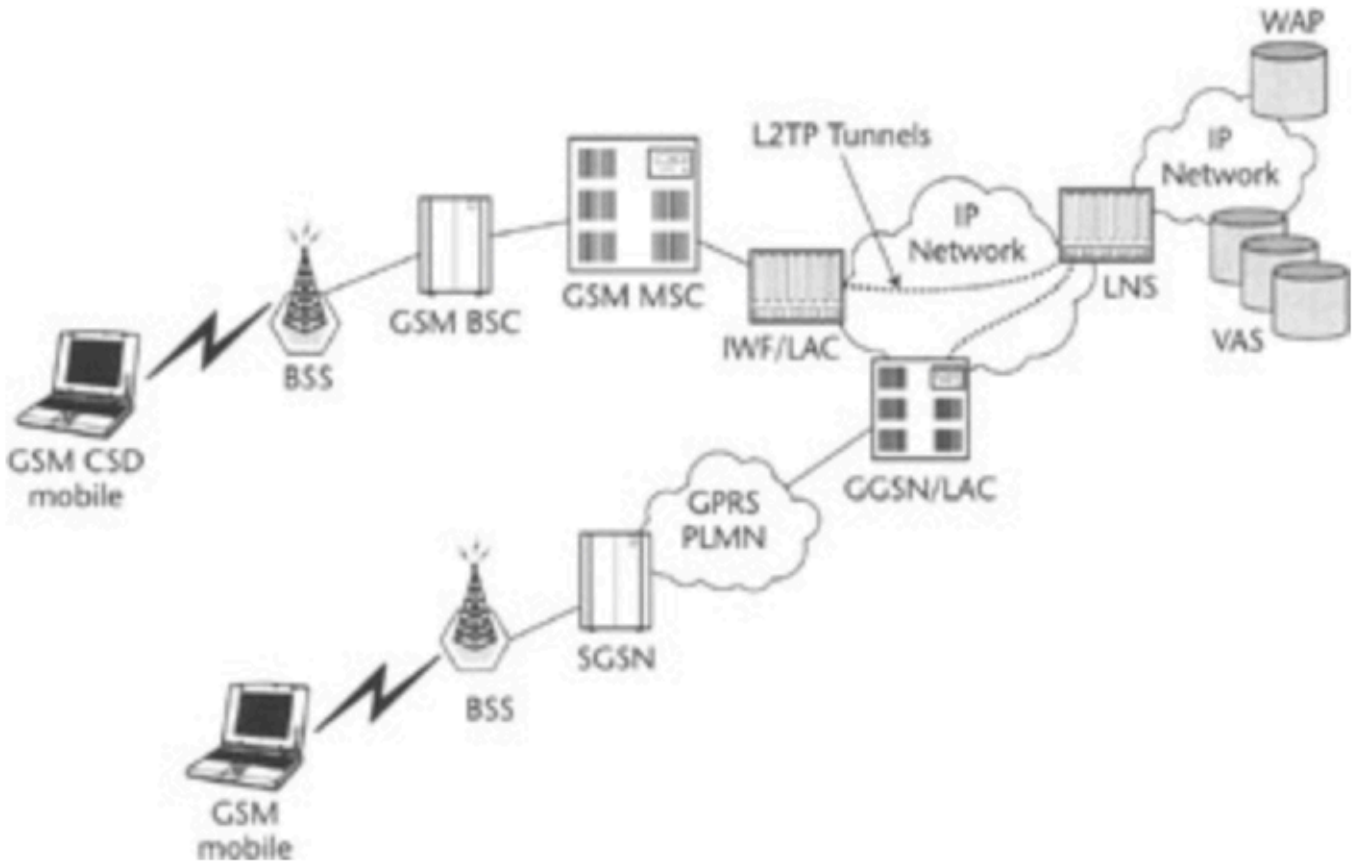 WAP
IP
Network
L2TP Tunnels
IP
Network
LNS
VAS
GSM MSC
IWF/LAC
GSM BSC
BSS
GSM CSD
mobile
GGSN/LAC
GPRS
PLMN
SGSN
BSS
GSM
mobile